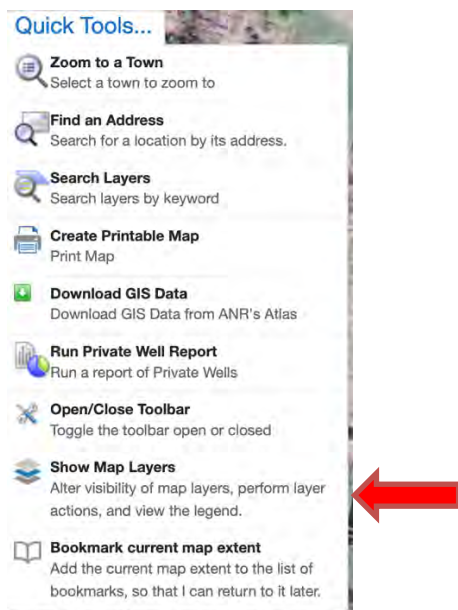 Quick Tools...
Zoom to a Town
Select a town to zoom to
Find an Address
Search for a location by its address.
Search Layers
Search layers by keyword
Create Printable Map
Print Map
Download GIS Data
Download GIS Data from ANR's Atlas
Run Private Well Report
Run a report of Private Wells
Open/Close Toolbar
Toggle the toolbar open or closed
Show Map Layers
Alter visibility of map layers, perform layer
actions, and view the legend.
Bookmark current map extent
Add the current map extent to the list of
bookmarks, so that I can return to it later.